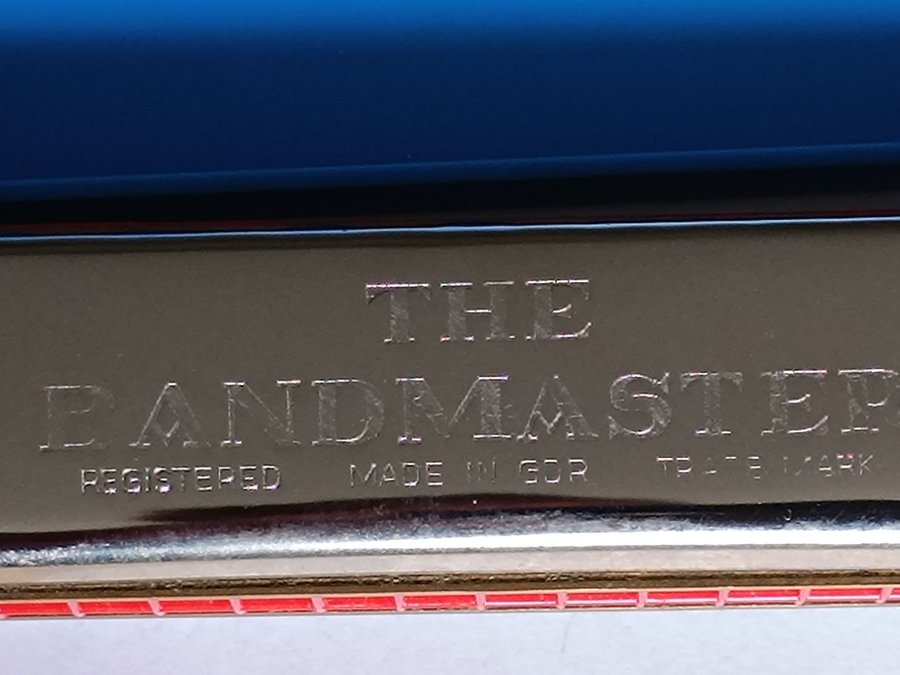 THE
BANDMASTER
REGISTERED MADE IN GDR TRADE MARK